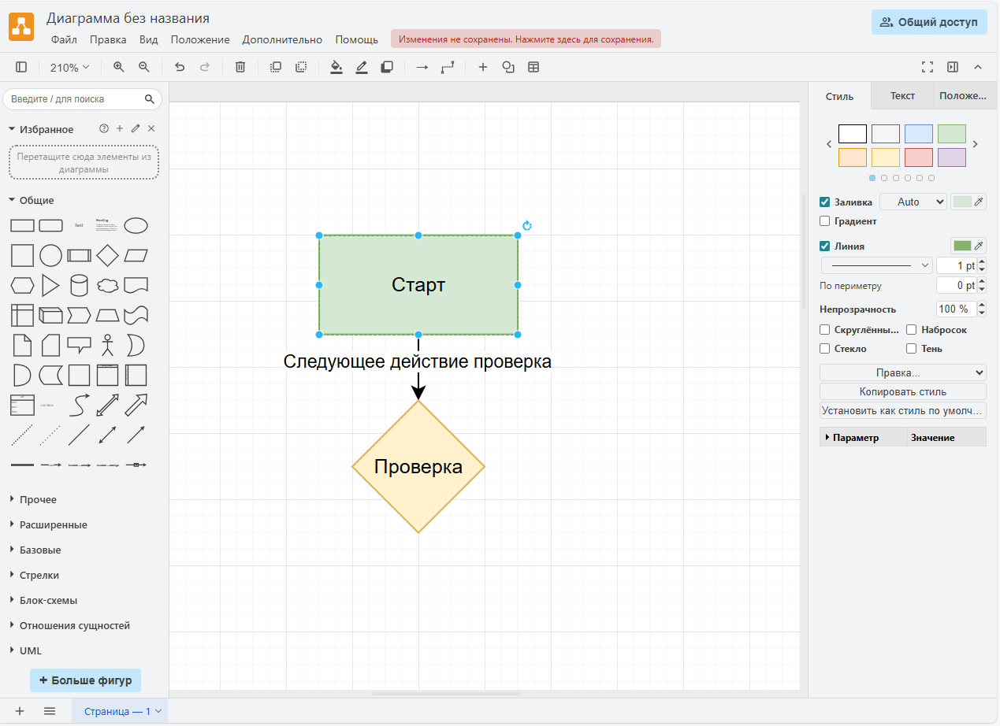 Диаграмма без названия
Файл Правка Вид Положение Дополнительно Помощь
Изменения не сохранены. Нажмите здесь для сохранения.
Общий доступ
210%
Введите / для поиска
Избранное
Перетащите сюда элементы из
диаграммы
Общие
Text
Heading
List Item
Прочее
Расширенные
Базовые
Стрелки
Блок-схемы
Отношения сущностей
UML
+ Больше фигур
Страница — 1
Старт
Следующее действие проверка
Проверка
Стиль Текст Положе...
Заливка Auto
Градиент
Линия
1 pt
По периметру 0 pt
Непрозрачность 100 %
Скруглённы... Набросок
Стекло Тень
Правка...
Копировать стиль
Установить как стиль по умолч...
Параметр Значение